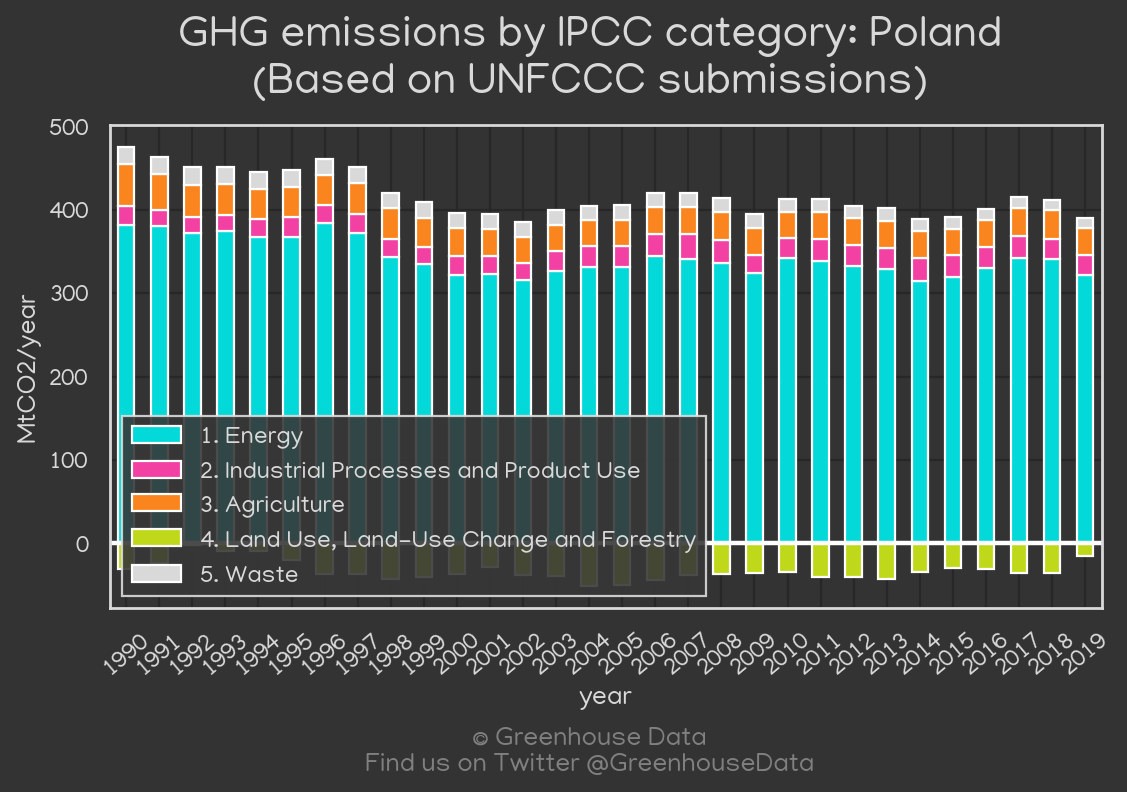 GHG emissions by IPCC category: Poland
(Based on UNFCCC submissions)
500
400
300
200
100
0
MtCO2/year
1. Energy
2. Industrial Processes and Product Use
3. Agriculture
4. Land Use, Land-Use Change and Forestry
5. Waste
1990 1991 1992 1993 1994 1995 1996 1997 1998 1999 2000 2001 2002 2003 2004 2005 2006 2007 2008 2009 2010 2011 2012 2013 2014 2015 2016 2017 2018 2019
year
© Greenhouse Data
Find us on Twitter @GreenhouseData